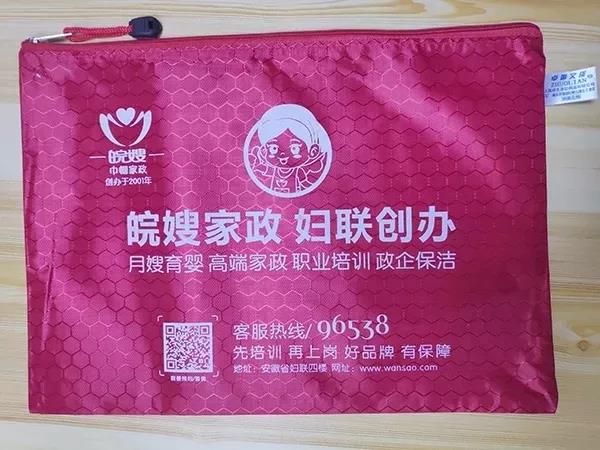 皖嫂
巾帼家政
创办于2001年
皖嫂家政 妇联创办
月嫂育婴 高端家政 职业培训 政企保洁
客服热线/96538
先培训 再上岗 好品牌 有保障
地址：安徽省妇联四楼 网址：www.wansao.com